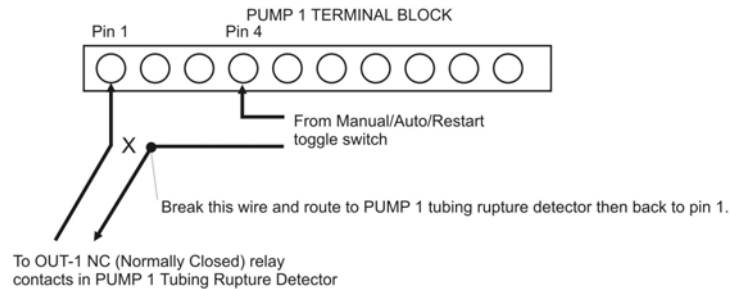 PUMP 1 TERMINAL BLOCK
Pin 1
Pin 4
From Manual/Auto/Restart
toggle switch
X
Break this wire and route to PUMP 1 tubing rupture detector then back to pin 1.
To OUT-1 NC (Normally Closed) relay
contacts in PUMP 1 Tubing Rupture Detector